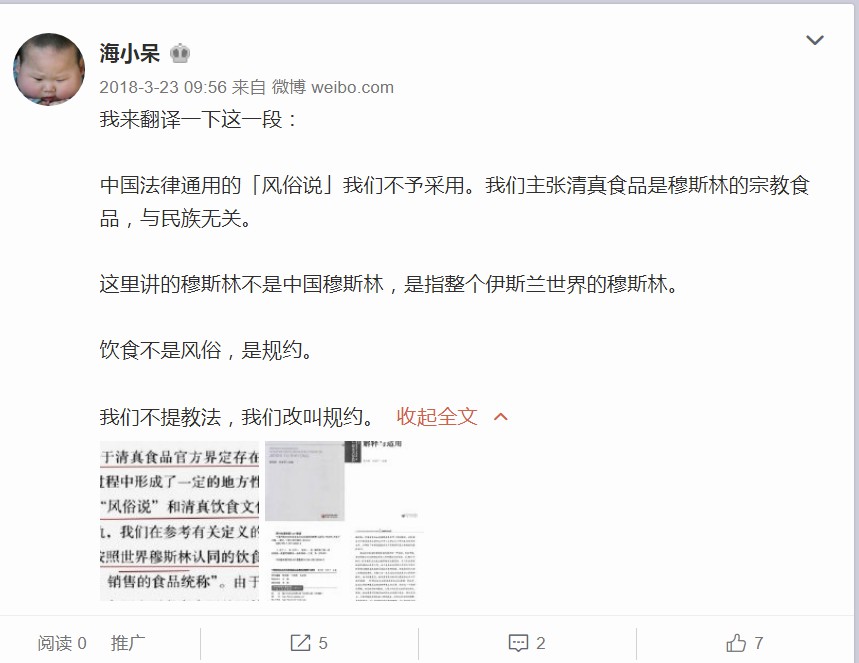 海小呆
2018-3-23 09:56 来自 微博 weibo.com
我来翻译一下这一段：
中国法律通用的「风俗说」我们不予采用。我们主张清真食品是穆斯林的宗教食
品，与民族无关。
这里讲的穆斯林不是中国穆斯林，是指整个伊斯兰世界的穆斯林。
饮食不是风俗，是规约。
我们不提教法，我们改叫规约。 收起全文
于清真食品官方界定存在
过程中形成了一定的地方性
“风俗说”和清真饮食文
我们在参考有关定义的
按照世界穆斯林认同的饮食
销售的食品统称”。由于
阅读 0 推广 5 2 7